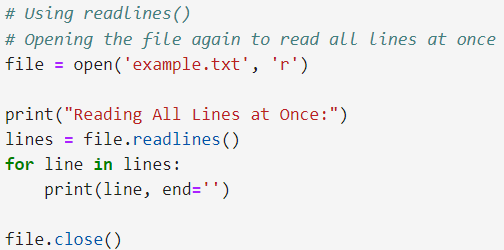 # Using readlines()
# Opening the file again to read all lines at once
file = open('example.txt', 'r')

print("Reading All Lines at Once:")
lines = file.readlines()
for line in lines:
    print(line, end='')

file.close()